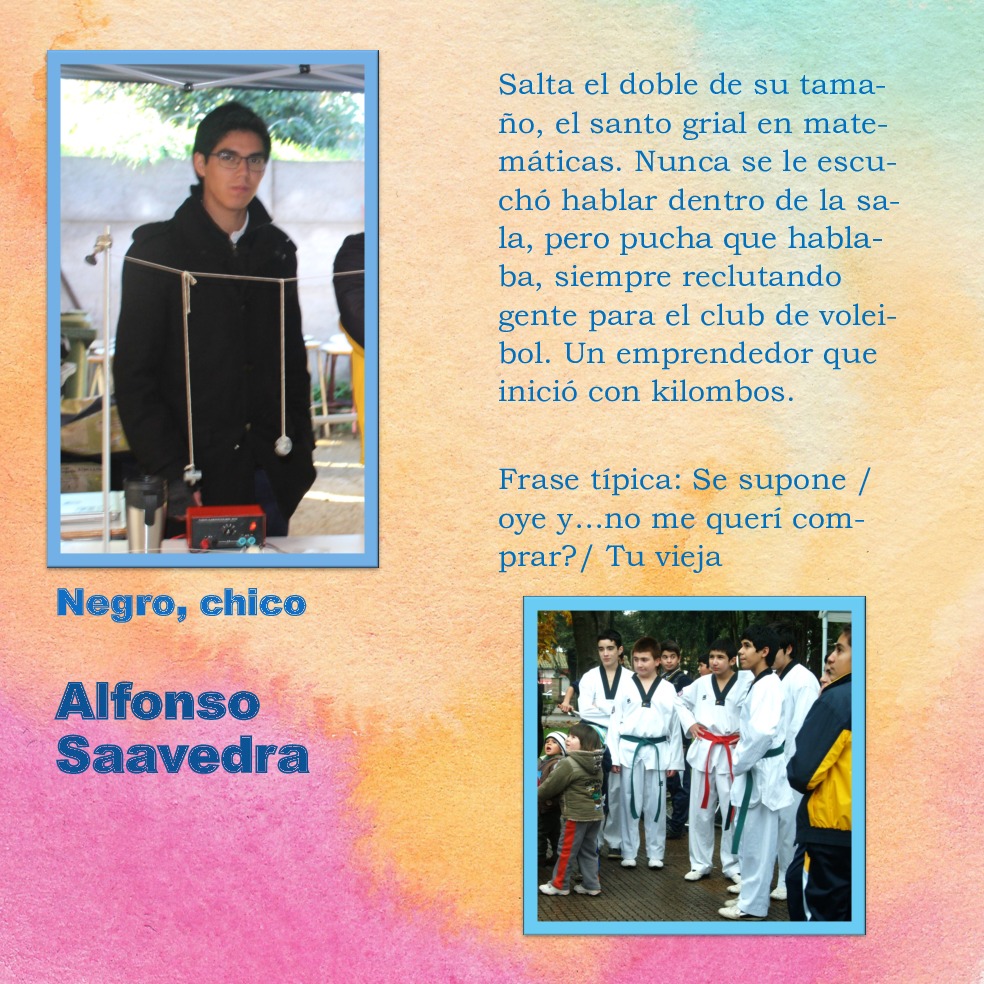 Salta el doble de su tama-
ño, el santo grial en mate-
máticas. Nunca se le escu-
chó hablar dentro de la sa-
la, pero pucha que habla-
ba, siempre reclutando
gente para el club de volei-
bol. Un emprendedor que
inició con kilombos.
Frase típica: Se supone /
oye y...no me querí com-
prar?/ Tu vieja
Negro, chico
Alfonso
Saavedra